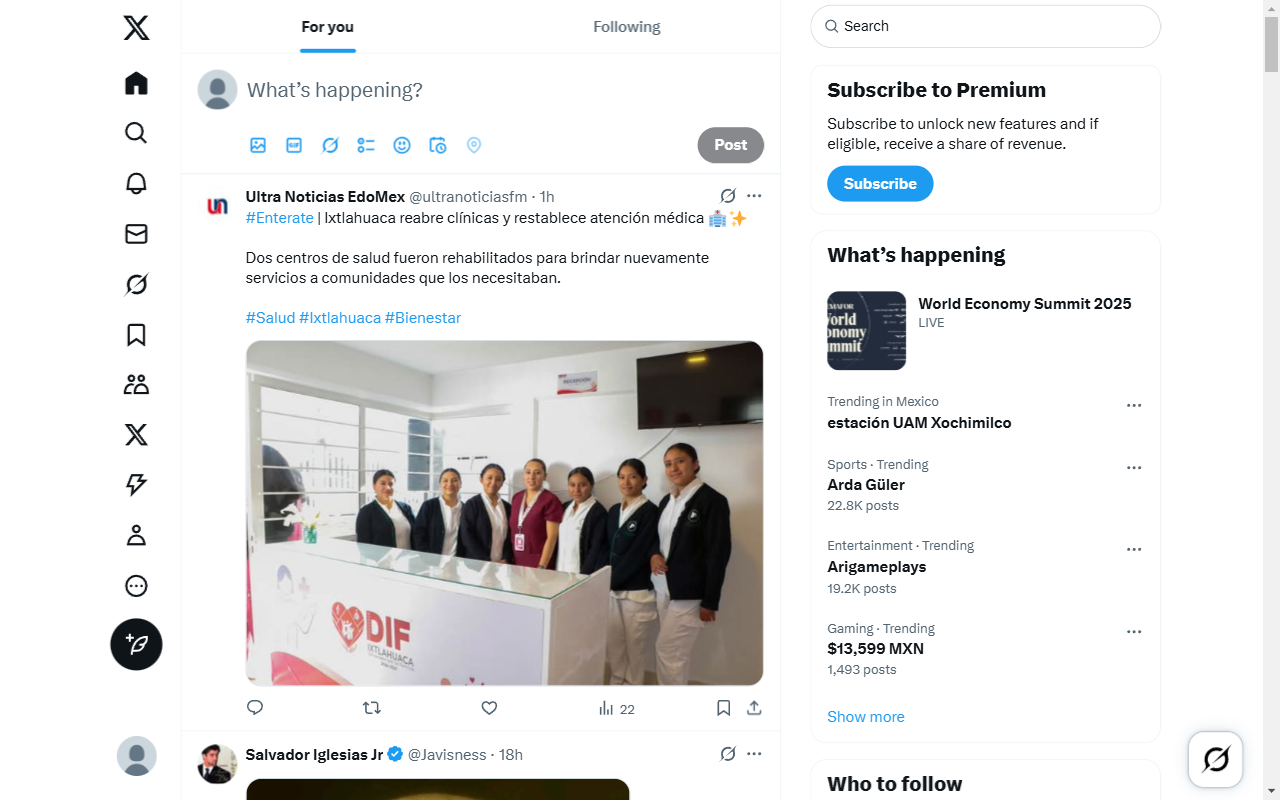 For you
Following
What's happening?
GIF
Post
Ultra Noticias EdoMex @ultranoticiasfm · 1h
#Enterate | Ixtlahuaca reabre clínicas y restablece atención médica 🏥✨
Dos centros de salud fueron rehabilitados para brindar nuevamente
servicios a comunidades que los necesitaban.
#Salud #Ixtlahuaca #Bienestar
RECEPCIÓN
DIF
IXTLAHUACA
22
Salvador Iglesias Jr @Javisness · 18h
Search
Subscribe to Premium
Subscribe to unlock new features and if
eligible, receive a share of revenue.
Subscribe
What's happening
World Economy Summit 2025
LIVE
Trending in Mexico
estación UAM Xochimilco
Sports · Trending
Arda Güler
22.8K posts
Entertainment · Trending
Arigameplays
19.2K posts
Gaming · Trending
$13,599 MXN
1,493 posts
Show more
Who to follow